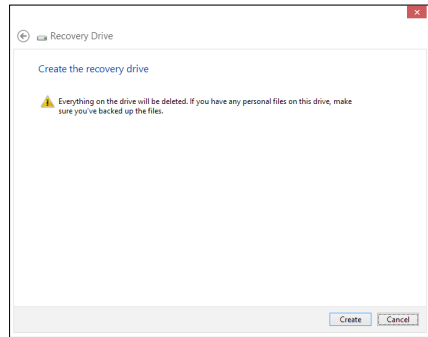 Recovery Drive
Create the recovery drive
Everything on the drive will be deleted. If you have any personal files on this drive, make
sure you've backed up the files.
Create Cancel